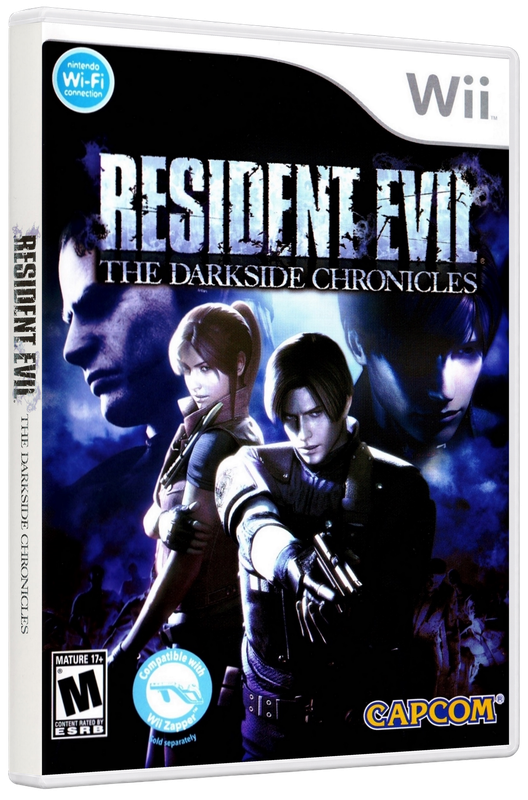 nintendo
Wi-Fi
connection
Wii
TM
RESIDENT EVIL
®
THE DARKSIDE CHRONICLES
RESIDENT EVIL
THE DARKSIDE CHRONICLES
MATURE 17+
®
M
CONTENT RATED BY
ESRB
Compatible with
Wii Zapper
Sold separately
CAPCOM®